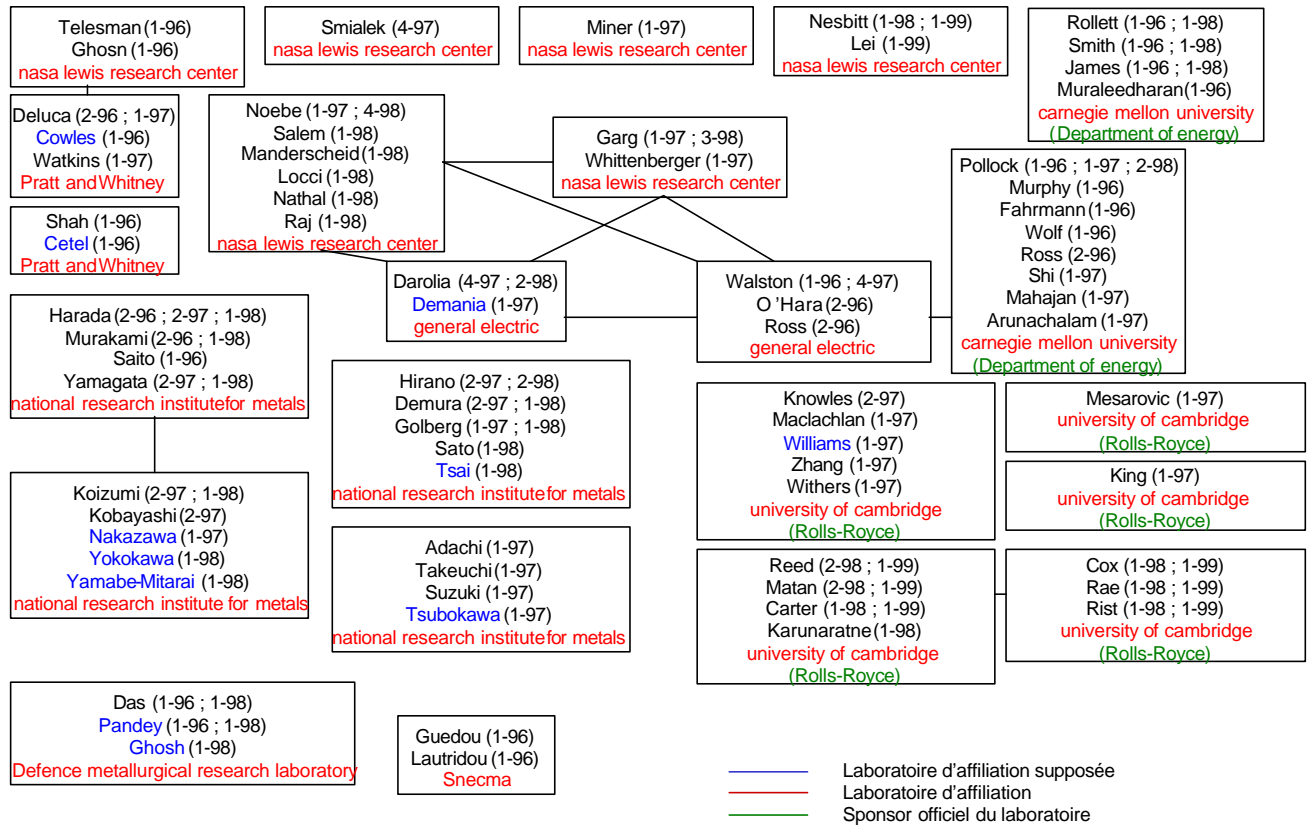 Telesman (1-96)
Ghosn (1-96)
nasa lewis research center
Smialek (4-97)
nasa lewis research center
Miner (1-97)
nasa lewis research center
Nesbitt (1-98 ; 1-99)
Lei (1-99)
nasa lewis research center
Rollett (1-96 ; 1-98)
Smith (1-96 ; 1-98)
James (1-96 ; 1-98)
Muraleedharan (1-96)
carnegie mellon university
(Department of energy)
Deluca (2-96 ; 1-97)
Cowles (1-96)
Watkins (1-97)
Pratt and Whitney
Noebe (1-97 ; 4-98)
Salem (1-98)
Manderscheid (1-98)
Locci (1-98)
Nathal (1-98)
Raj (1-98)
nasa lewis research center
Garg (1-97 ; 3-98)
Whittenberger (1-97)
nasa lewis research center
Pollock (1-96 ; 1-97 ; 2-98)
Murphy (1-96)
Fahrmann (1-96)
Wolf (1-96)
Ross (2-96)
Shi (1-97)
Mahajan (1-97)
Arunachalam (1-97)
carnegie mellon university
(Department of energy)
Shah (1-96)
Cetel (1-96)
Pratt and Whitney
Darolia (4-97 ; 2-98)
Demania (1-97)
general electric
Walston (1-96 ; 4-97)
O 'Hara (2-96)
Ross (2-96)
general electric
Harada (2-96 ; 2-97 ; 1-98)
Murakami (2-96 ; 1-98)
Saito (1-96)
Yamagata (2-97 ; 1-98)
national research institute for metals
Hirano (2-97 ; 2-98)
Demura (2-97 ; 1-98)
Golberg (1-97 ; 1-98)
Sato (1-98)
Tsai (1-98)
national research institute for metals
Knowles (2-97)
Maclachlan (1-97)
Williams (1-97)
Zhang (1-97)
Withers (1-97)
university of cambridge
(Rolls-Royce)
Mesarovic (1-97)
university of cambridge
(Rolls-Royce)
King (1-97)
university of cambridge
(Rolls-Royce)
Koizumi (2-97 ; 1-98)
Kobayashi (2-97)
Nakazawa (1-97)
Yokokawa (1-98)
Yamabe-Mitarai (1-98)
national research institute for metals
Adachi (1-97)
Takeuchi (1-97)
Suzuki (1-97)
Tsubokawa (1-97)
national research institute for metals
Reed (2-98 ; 1-99)
Matan (2-98 ; 1-99)
Carter (1-98 ; 1-99)
Karunaratne (1-98)
university of cambridge
(Rolls-Royce)
Cox (1-98 ; 1-99)
Rae (1-98 ; 1-99)
Rist (1-98 ; 1-99)
university of cambridge
(Rolls-Royce)
Das (1-96 ; 1-98)
Pandey (1-96 ; 1-98)
Ghosh (1-98)
Defence metallurgical research laboratory
Guedou (1-96)
Lautridou (1-96)
Snecma
Laboratoire d'affiliation supposée
Laboratoire d'affiliation
Sponsor officiel du laboratoire